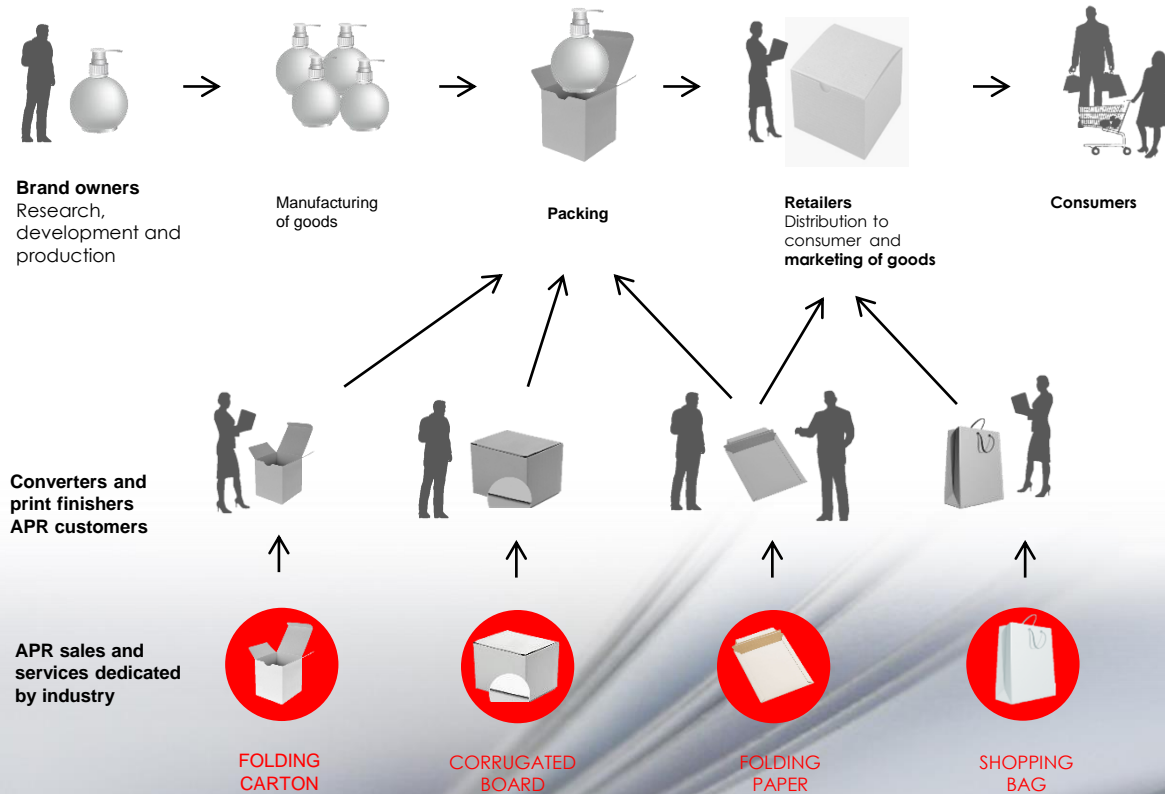 Brand owners
Research,
development and
production
Manufacturing
of goods
Packing
Retailers
Distribution to
consumer and
marketing of goods
Consumers
Converters and
print finishers
APR customers
APR sales and
services dedicated
by industry
FOLDING
CARTON
CORRUGATED
BOARD
FOLDING
PAPER
SHOPPING
BAG